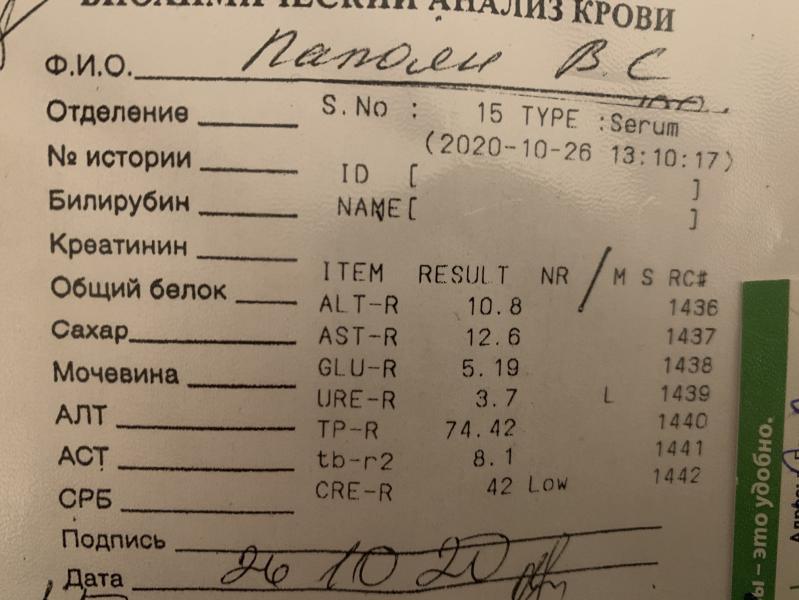 БИОХИМИЧЕСКИЙ АНАЛИЗ КРОВИ
Ф.И.О. В С
Отделение
S.No : 15 TYPE :Serum
(2020-10-26 13:10:17)
№ истории
ID [ ]
Билирубин
NAME[ ]
Креатинин
ITEM RESULT NR / M S RC#
Общий белок
ALT-R 10.8 1436
Сахар
AST-R 12.6 1437
GLU-R 5.19 1438
Мочевина
URE-R 3.7 L 1439
АЛТ
TP-R 74.42 1440
АСТ
tb-r2 8.1 1441
CRE-R 42 Low 1442
СРБ
Подпись
Дата 26 10 20
ы – это удобно.